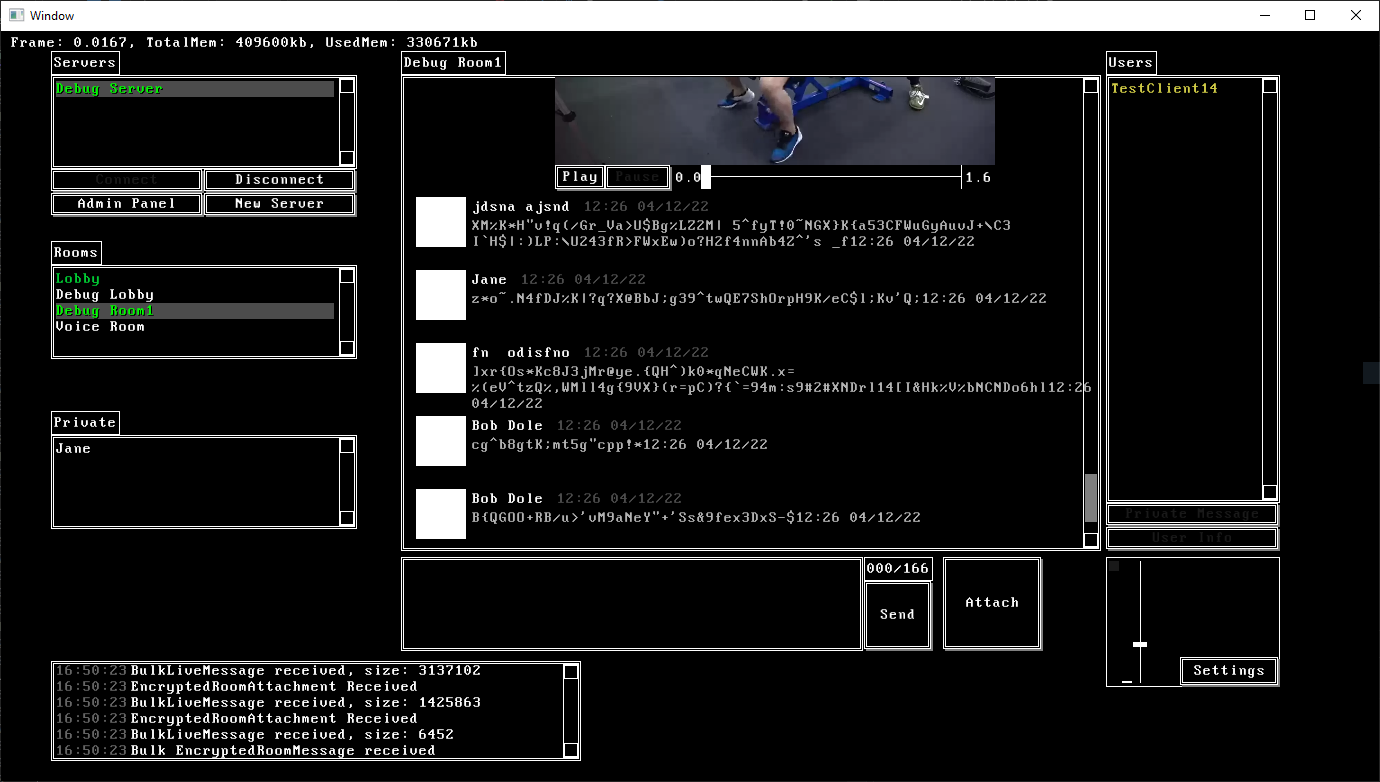 Window
Frame: 0.0167, TotalMem: 409600kb, UsedMem: 330671kb
Servers
Debug Server
Connect
Disconnect
Admin Panel
New Server
Rooms
Lobby
Debug Lobby
Debug Room1
Voice Room
Private
Jane
Debug Room1
Play
Pause
0.0
1.6
jdsna ajsnd 12:26 04/12/22
XM%K*H"v!q(/Gr_Va>U$Bg%LZ2M| 5^fyT!0~NGX}K{a53CFWuGyAuvJ+\C3
I`H$|:)LP:\U243fR>FWxEw)o?H2f4nnAb4Z^'s _f12:26 04/12/22
Jane 12:26 04/12/22
z*o~.N4fDJ%K|?q?X@BbJ;g39^twQE7ShOrpH9K/eC$l;Kv'Q;12:26 04/12/22
fn odisfno 12:26 04/12/22
]xr{Os*Kc8J3jMr@ye.{QH^)k0*qNeCWK.x=
%(eV^tzQ%,WMll4g{9VX}(r=pC)?{`=94m:s9#2#XNDrl14[I&Hk%V%bNCNDo6hl12:26
04/12/22
Bob Dole 12:26 04/12/22
cg^b8gtK;mt5g"cpp!*12:26 04/12/22
Bob Dole 12:26 04/12/22
B{QGOO+RB/u>'vM9aNeY"+'Ss&9fex3DxS-$12:26 04/12/22
000/166
Send
Attach
Users
TestClient14
Private Message
User Info
Settings
16:50:23 BulkLiveMessage received, size: 3137102
16:50:23 EncryptedRoomAttachment Received
16:50:23 BulkLiveMessage received, size: 1425863
16:50:23 EncryptedRoomAttachment Received
16:50:23 BulkLiveMessage received, size: 6452
16:50:23 Bulk EncryptedRoomMessage received